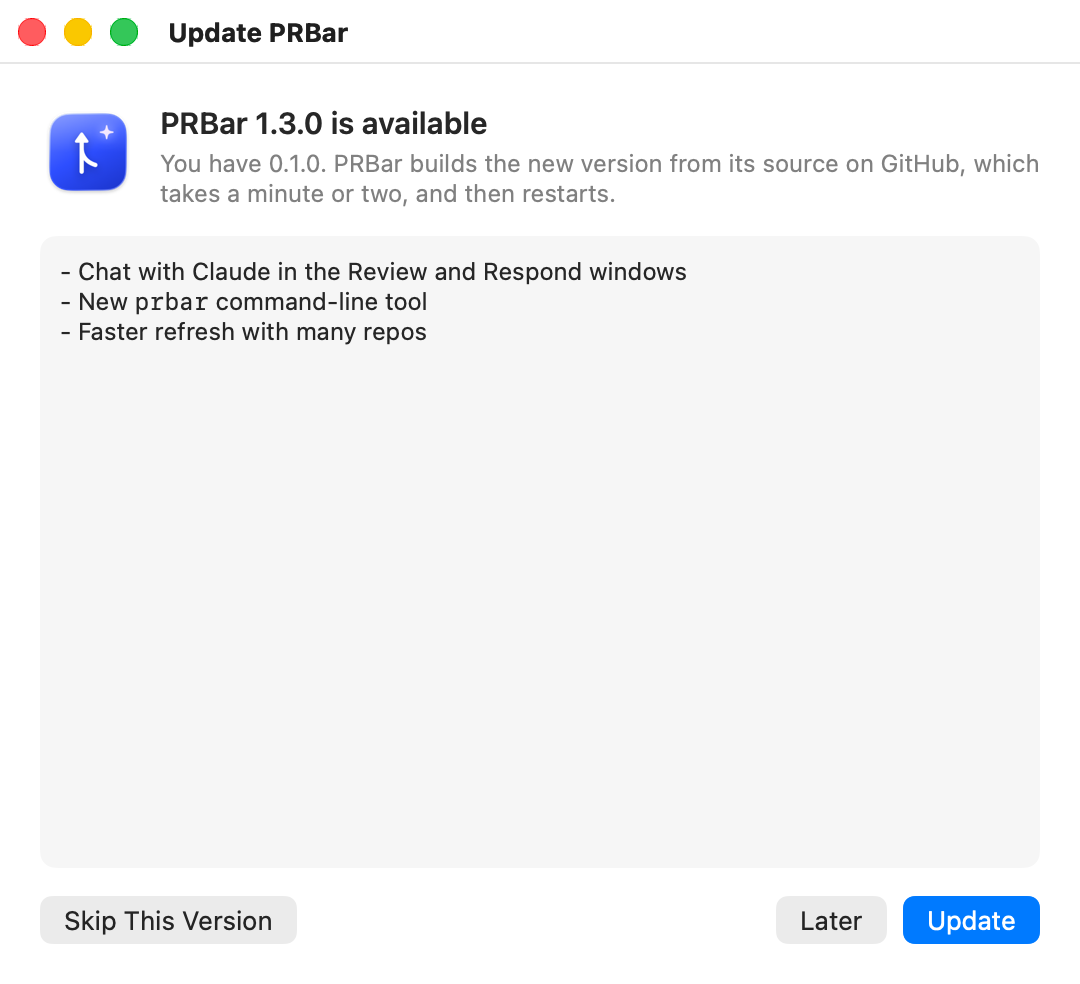 Update PRBar
PRBar 1.3.0 is available
You have 0.1.0. PRBar builds the new version from its source on GitHub, which
takes a minute or two, and then restarts.
- Chat with Claude in the Review and Respond windows
- New prbar command-line tool
- Faster refresh with many repos
Skip This Version
Later
Update